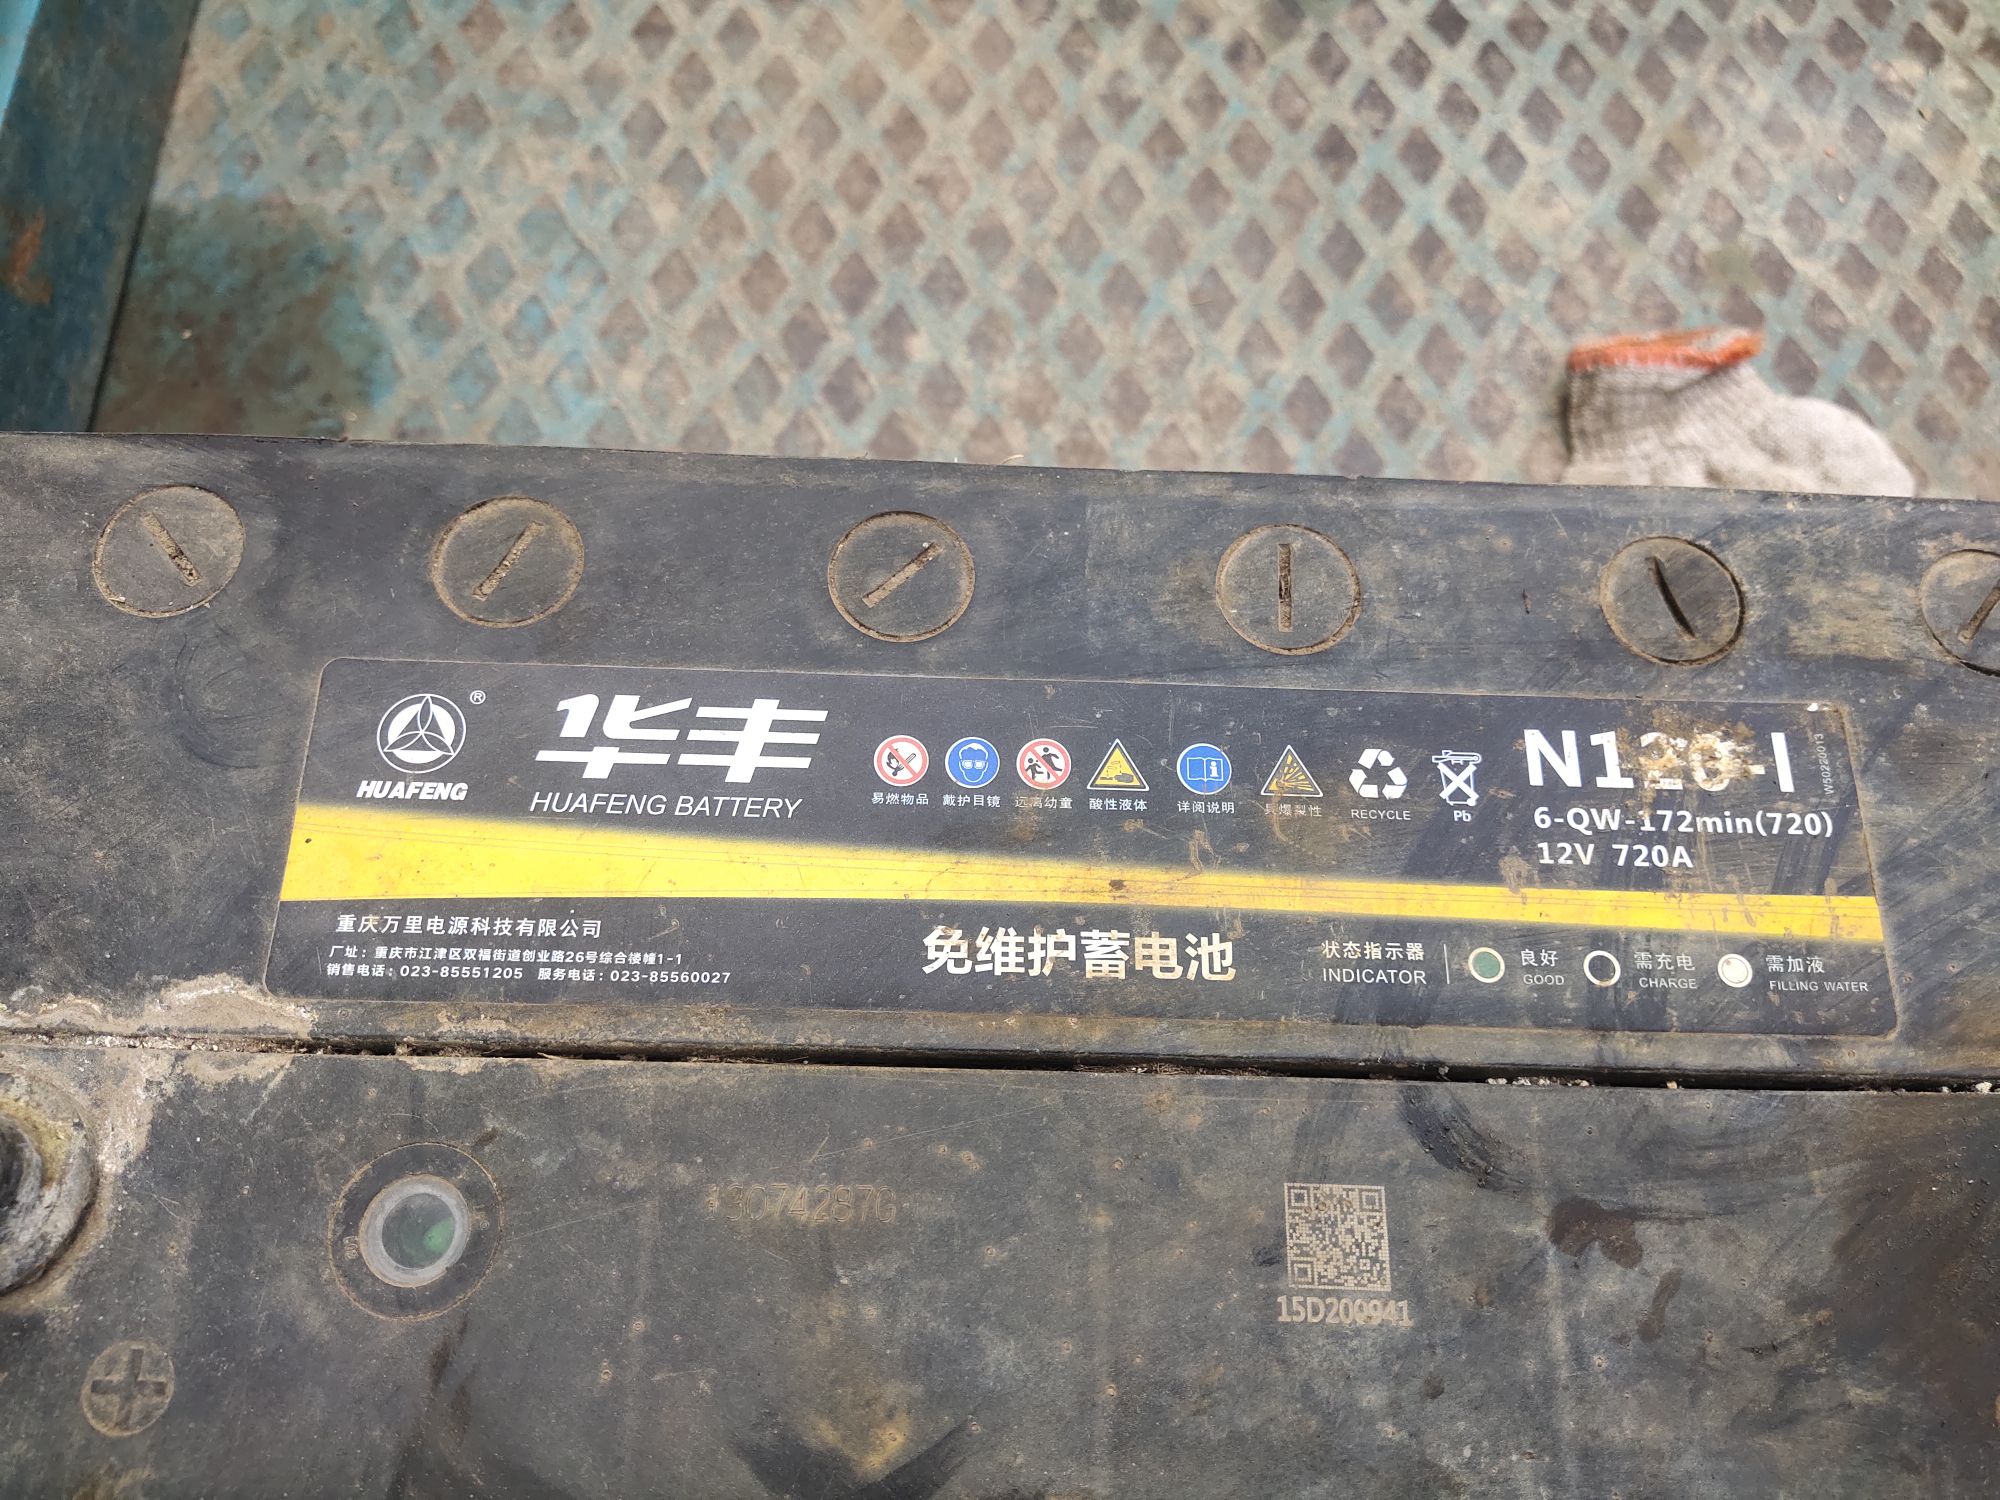 ®
HUAFENG
华丰
HUAFENG BATTERY
易燃物品 戴护目镜 远离幼童 酸性液体 详阅说明 具爆裂性 RECYCLE Pb
N120-I
6-QW-172min(720)
12V 720A
重庆万里电源科技有限公司
厂址：重庆市江津区双福街道创业路26号综合楼幢1-1
销售电话：023-85551205 服务电话：023-85560027
免维护蓄电池
状态指示器
INDICATOR
良好
GOOD
需充电
CHARGE
需加液
FILLING WATER
15D200941